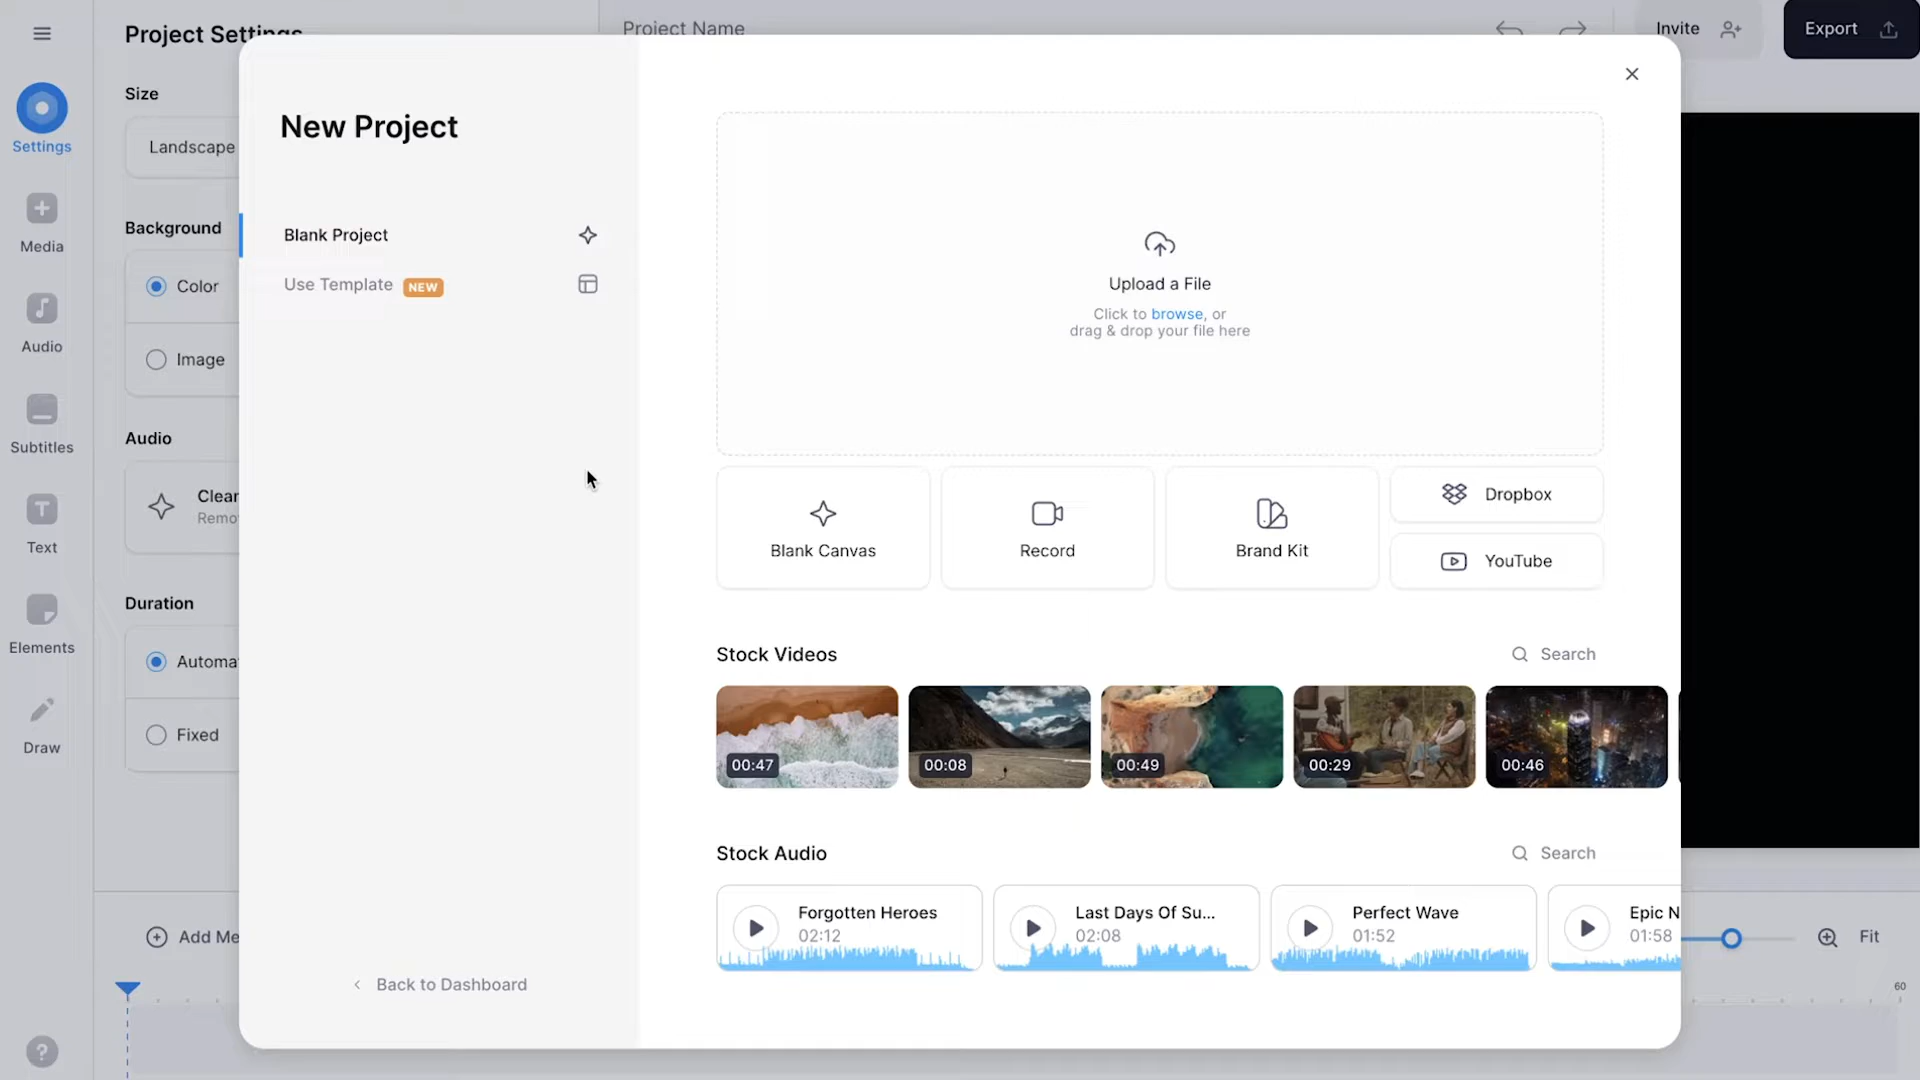 Project Settings
Project Name
Invite
Export
Size
Landscape
Settings
Media
Audio
Subtitles
Text
Elements
Draw
Background
Color
Image
Audio
Clear
Remo
Duration
Automa
Fixed
New Project
Blank Project
Use Template NEW
Back to Dashboard
Upload a File
Click to browse, or
drag & drop your file here
Blank Canvas
Record
Brand Kit
Dropbox
YouTube
Stock Videos
Search
00:47
00:08
00:49
00:29
00:46
Stock Audio
Search
Forgotten Heroes
02:12
Last Days Of Su...
02:08
Perfect Wave
01:52
Epic N
01:58
Add Me
Fit
60
?